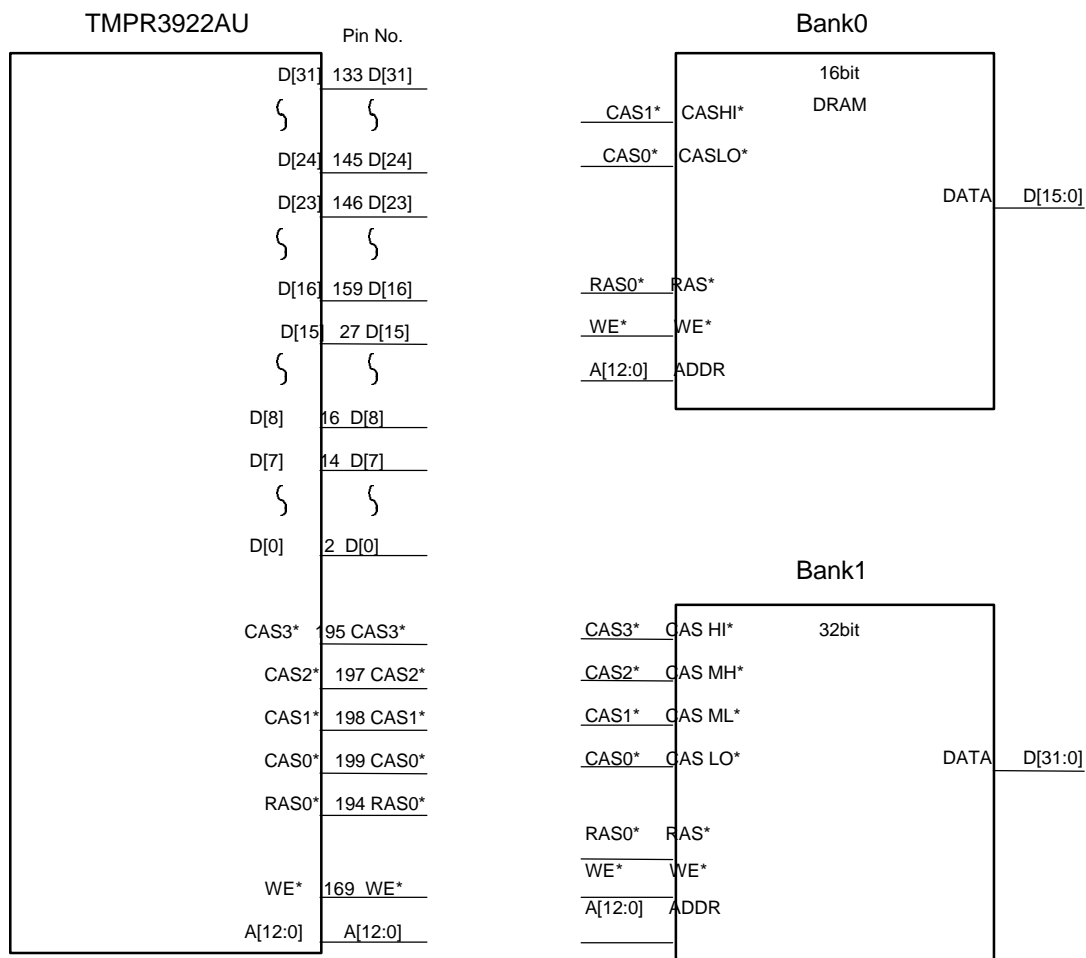 TMPR3922AU
Pin No.
D[31] 133 D[31]
D[24] 145 D[24]
D[23] 146 D[23]
D[16] 159 D[16]
D[15] 27 D[15]
D[8] 16 D[8]
D[7] 14 D[7]
D[0] 2 D[0]
CAS3* 195 CAS3*
CAS2* 197 CAS2*
CAS1* 198 CAS1*
CAS0* 199 CAS0*
RAS0* 194 RAS0*
WE* 169 WE*
A[12:0] A[12:0]
Bank0
16bit
DRAM
CAS1* CASHI*
CAS0* CASLO*
DATA D[15:0]
RAS0* RAS*
WE* WE*
A[12:0] ADDR
Bank1
32bit
CAS3* CAS HI*
CAS2* CAS MH*
CAS1* CAS ML*
CAS0* CAS LO*
DATA D[31:0]
RAS0* RAS*
WE* WE*
A[12:0] ADDR